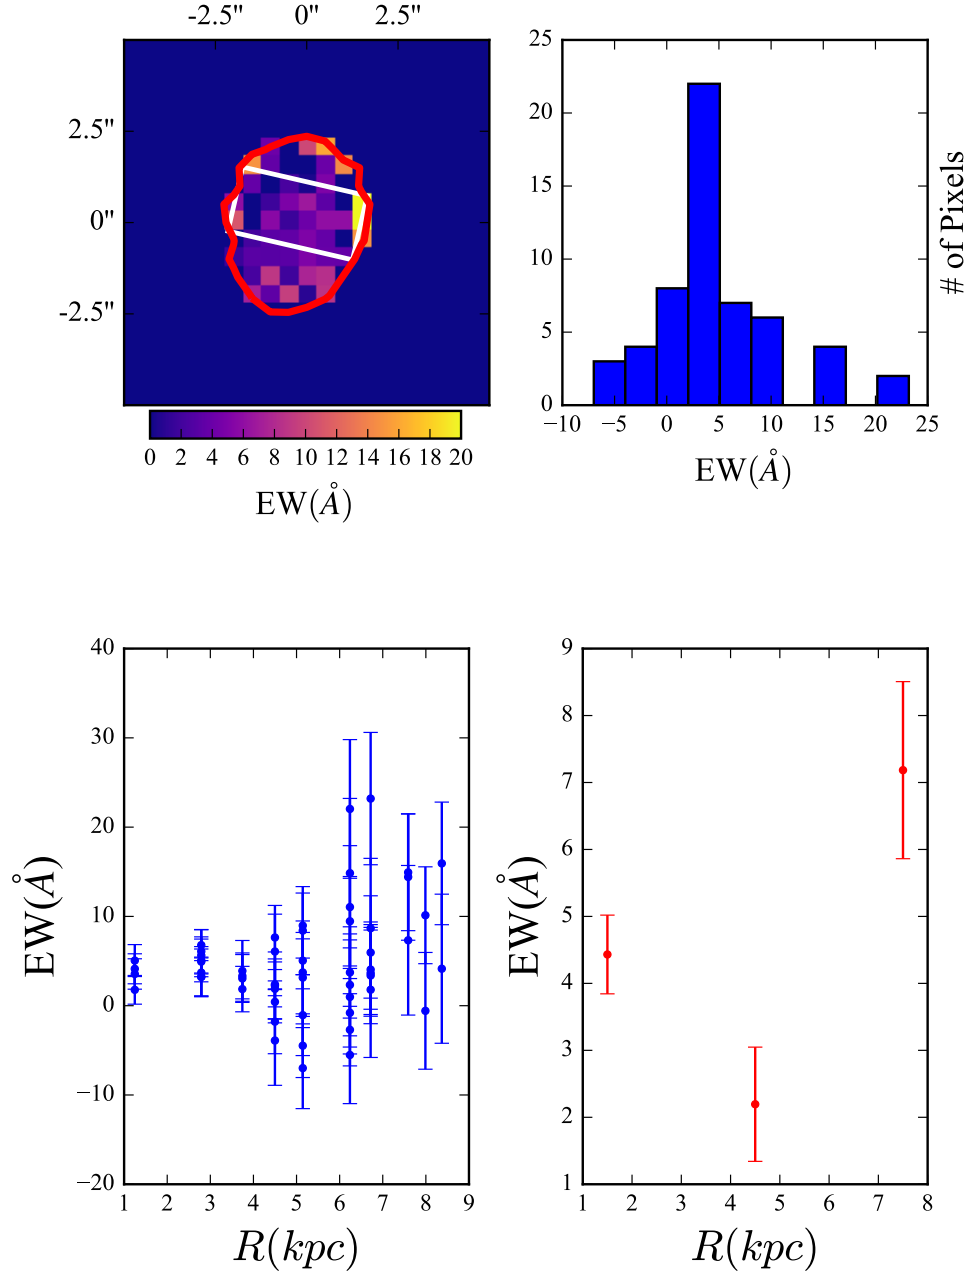 -2.5" 0" 2.5"
2.5"
0"
-2.5"
0 2 4 6 8 10 12 14 16 18 20
EW(Å)
25
20
15
10
5
0
−10 −5 0 5 10 15 20 25
EW(Å)
# of Pixels
40
30
20
10
0
−10
−20
1 2 3 4 5 6 7 8 9
EW(Å)
R(kpc)
9
8
7
6
5
4
3
2
1
1 2 3 4 5 6 7 8
EW(Å)
R(kpc)